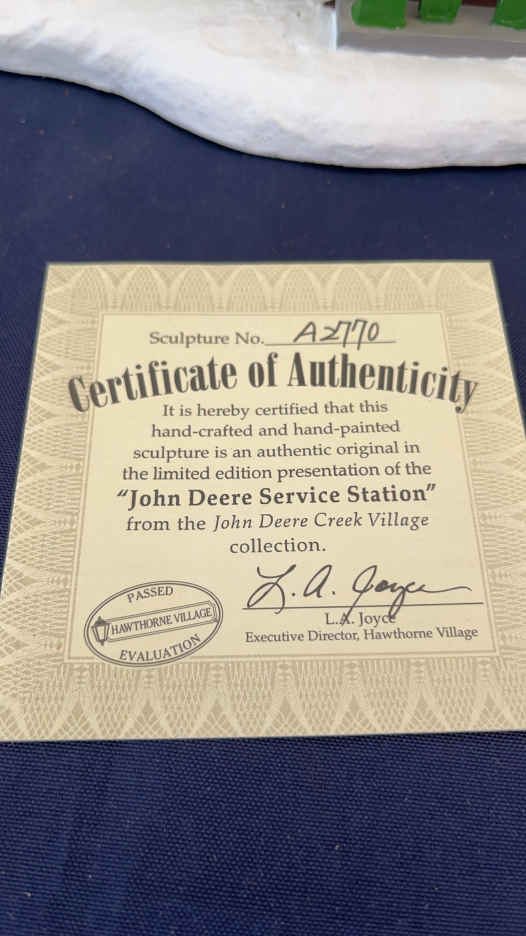 Sculpture No. A2770
Certificate of Authenticity
It is hereby certified that this
hand-crafted and hand-painted
sculpture is an authentic original in
the limited edition presentation of the
"John Deere Service Station"
from the John Deere Creek Village
collection.
PASSED
HAWTHORNE VILLAGE
EVALUATION
L. A. Joyce
L.A. Joyce
Executive Director, Hawthorne Village